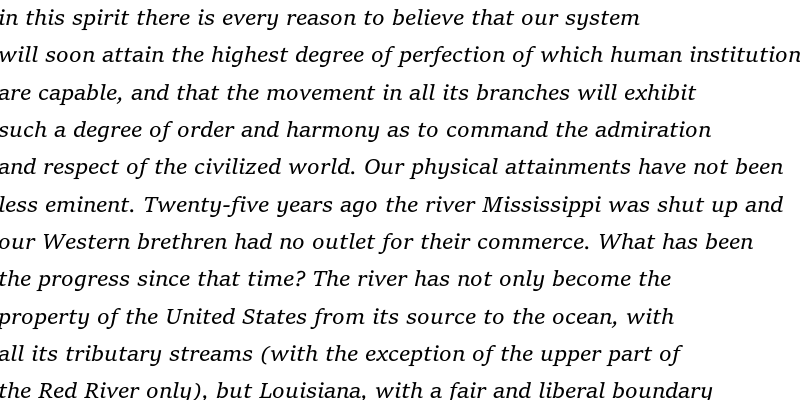 in this spirit there is every reason to believe that our system
will soon attain the highest degree of perfection of which human institution
are capable, and that the movement in all its branches will exhibit
such a degree of order and harmony as to command the admiration
and respect of the civilized world. Our physical attainments have not been
less eminent. Twenty-five years ago the river Mississippi was shut up and
our Western brethren had no outlet for their commerce. What has been
the progress since that time? The river has not only become the
property of the United States from its source to the ocean, with
all its tributary streams (with the exception of the upper part of
the Red River only), but Louisiana, with a fair and liberal boundary